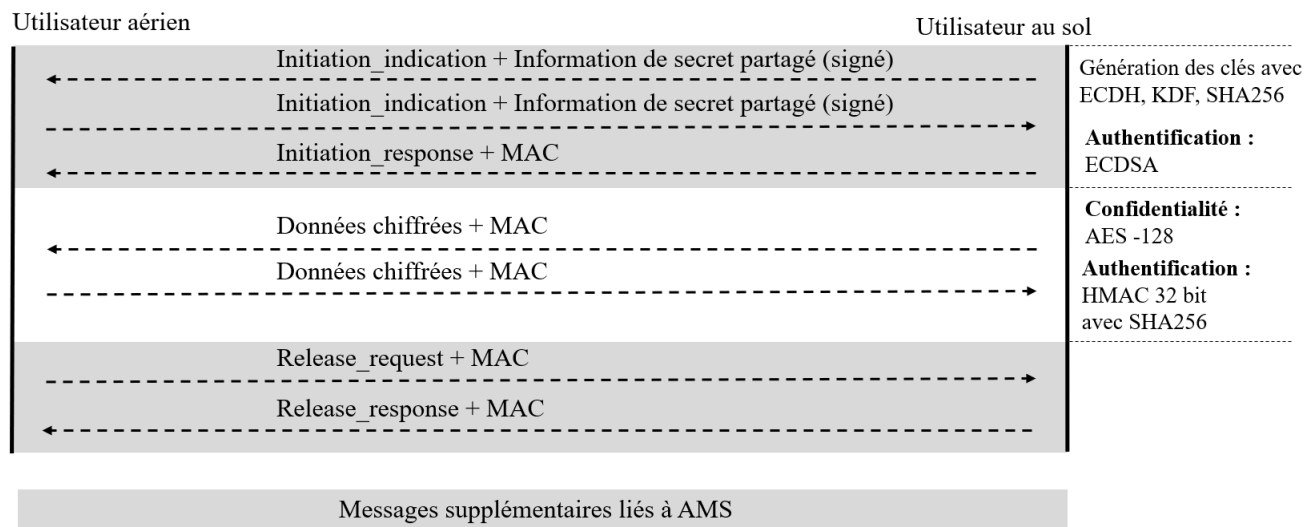 Utilisateur aérien
Utilisateur au sol
Initiation_indication + Information de secret partagé (signé)
Initiation_indication + Information de secret partagé (signé)
Initiation_response + MAC
Génération des clés avec
ECDH, KDF, SHA256
Authentification :
ECDSA
Données chiffrées + MAC
Données chiffrées + MAC
Confidentialité :
AES -128
Authentification :
HMAC 32 bit
avec SHA256
Release_request + MAC
Release_response + MAC
Messages supplémentaires liés à AMS